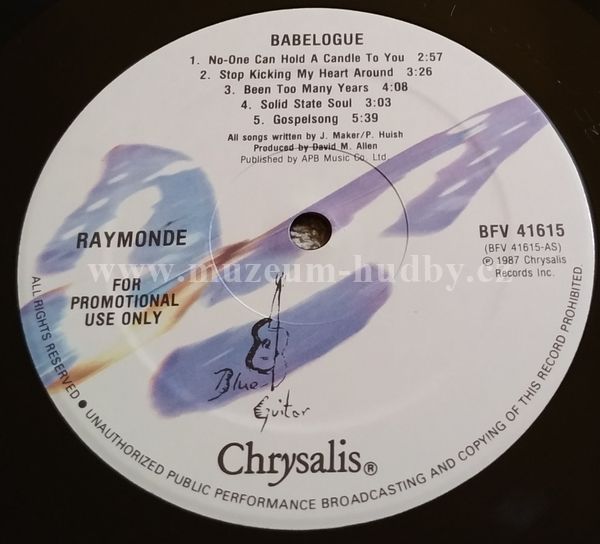 BABELOGUE
1. No-One Can Hold A Candle To You 2:57
2. Stop Kicking My Heart Around 3:26
3. Been Too Many Years 4:08
4. Solid State Soul 3:03
5. Gospelsong 5:39
All songs written by J. Maker/P. Huish
Produced by David M. Allen
Published by APB Music Co. Ltd.
RAYMONDE
FOR
PROMOTIONAL
USE ONLY
BFV 41615
(BFV 41615-AS)
℗ 1987 Chrysalis
Records Inc.
www.muzeum-hudby.cz
Blue
Guitar
Chrysalis®
ALL RIGHTS RESERVED ● UNAUTHORIZED PUBLIC PERFORMANCE BROADCASTING AND COPYING OF THIS RECORD PROHIBITED.